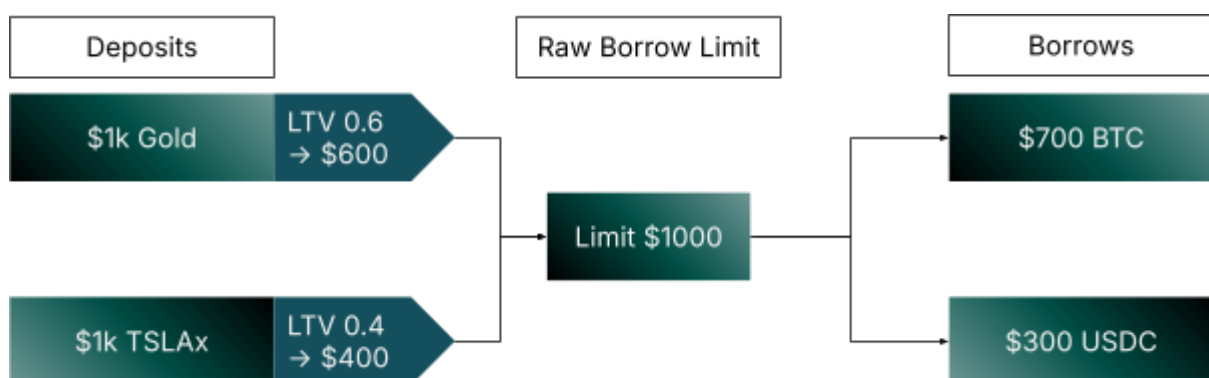 Deposits
Raw Borrow Limit
Borrows
$1k Gold
LTV 0.6
→ $600
$700 BTC
Limit $1000
$1k TSLAx
LTV 0.4
→ $400
$300 USDC